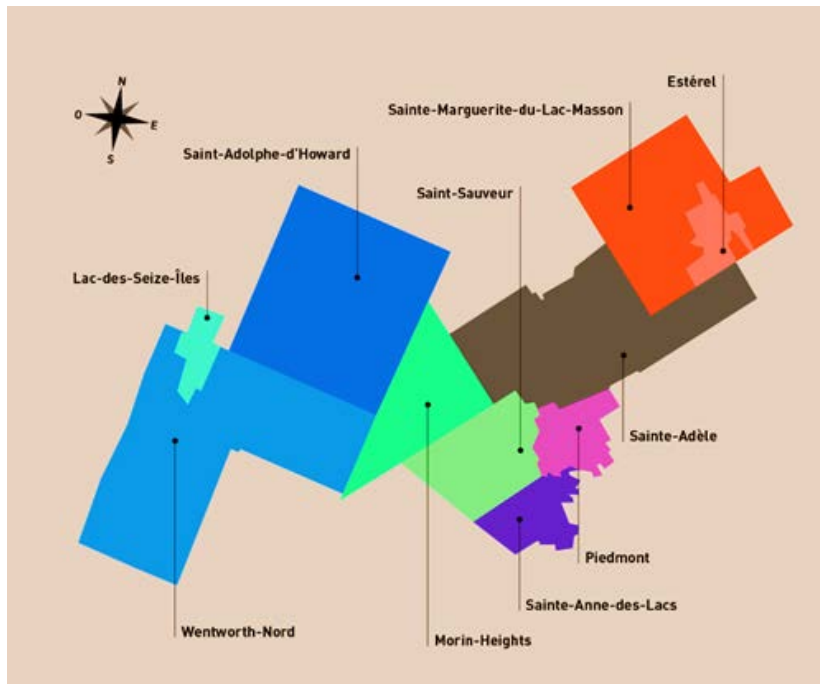 Estérel
N
Sainte-Marguerite-du-Lac-Masson
O
E
S
Saint-Adolphe-d'Howard
Saint-Sauveur
Lac-des-Seize-Îles
Sainte-Adèle
Piedmont
Sainte-Anne-des-Lacs
Wentworth-Nord
Morin-Heights